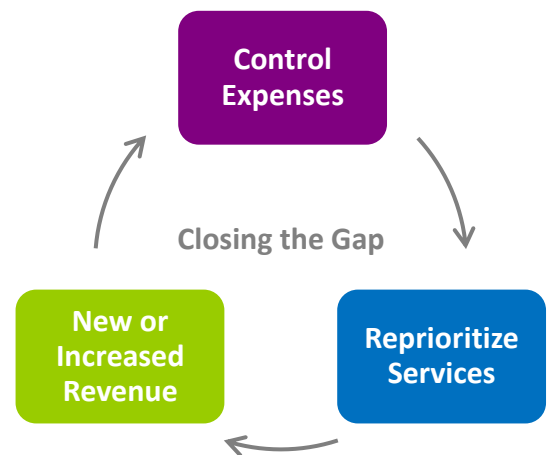 Control
Expenses
Closing the Gap
New or
Increased
Revenue
Reprioritize
Services